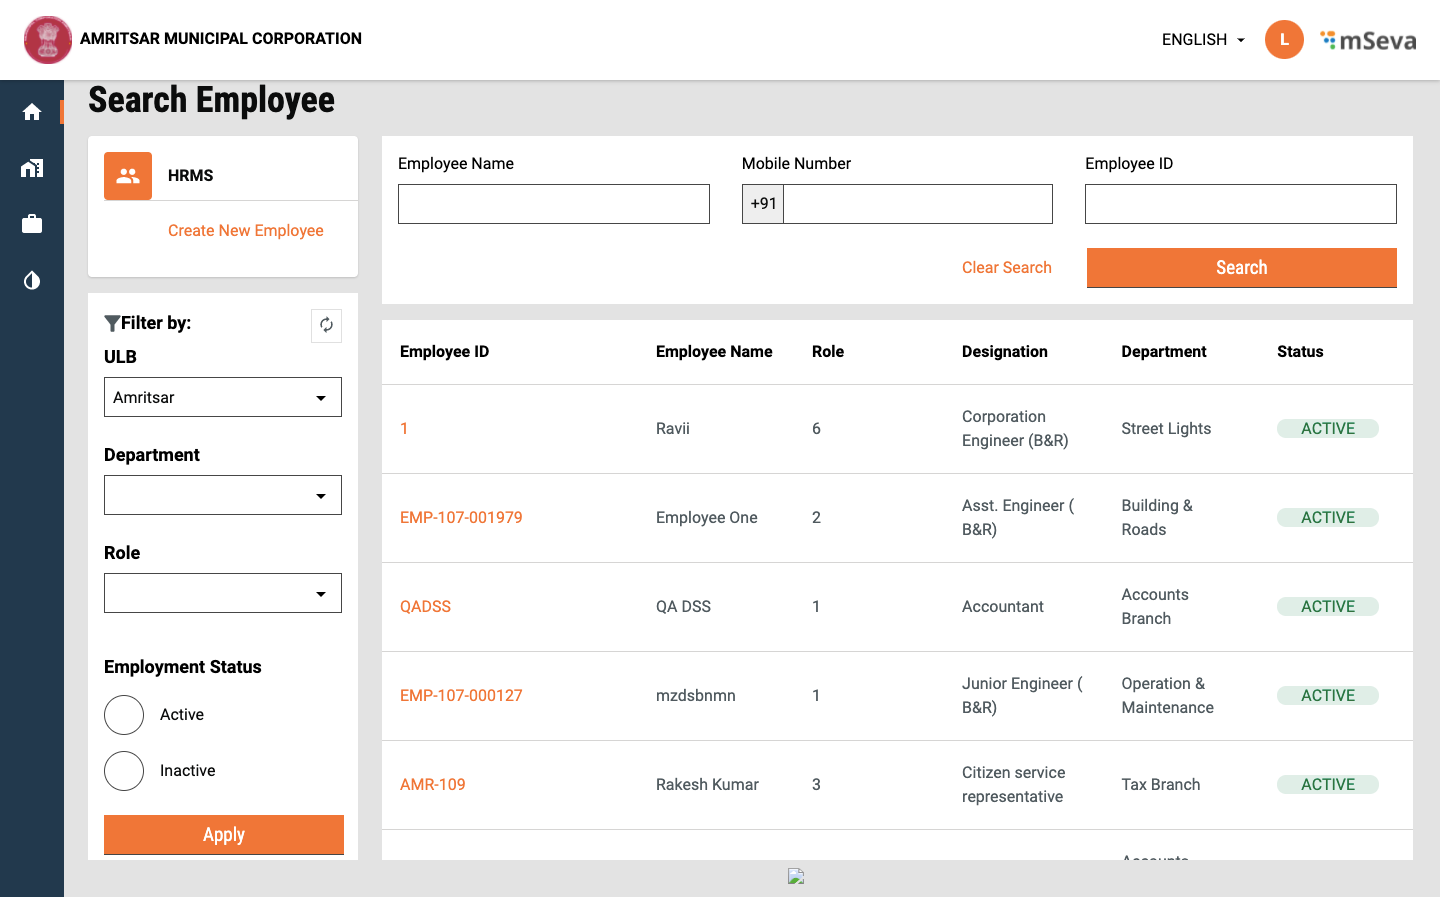 AMRITSAR MUNICIPAL CORPORATION
ENGLISH
L
mSeva
Search Employee
HRMS
Create New Employee
Filter by:
ULB
Amritsar
Department
Role
Employment Status
Active
Inactive
Apply
Employee Name
Mobile Number
Employee ID
+91
Clear Search
Search
Employee ID Employee Name Role Designation Department Status
1 Ravii 6 Corporation Engineer (B&R) Street Lights ACTIVE
EMP-107-001979 Employee One 2 Asst. Engineer ( B&R) Building & Roads ACTIVE
QADSS QA DSS 1 Accountant Accounts Branch ACTIVE
EMP-107-000127 mzdsbnmn 1 Junior Engineer ( B&R) Operation & Maintenance ACTIVE
AMR-109 Rakesh Kumar 3 Citizen service representative Tax Branch ACTIVE